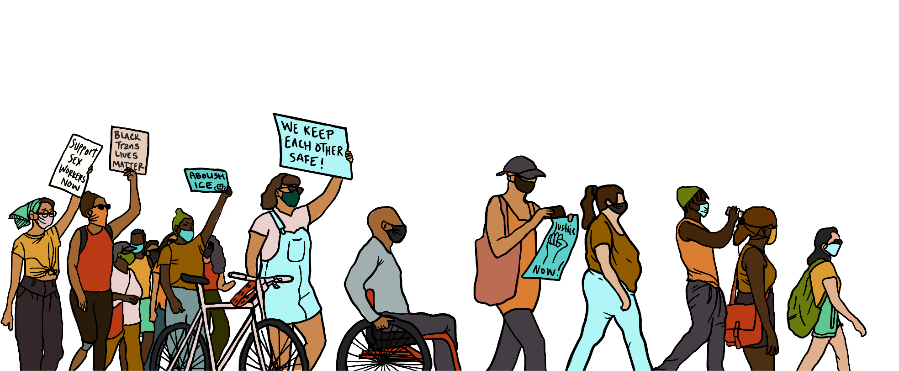 Support
SEX
WORKERS
NOW
BLACK
Trans
LIVES
MATTER
ABOLISH
ICE
WE KEEP
EACH OTHER
SAFE!
Justice
NOW